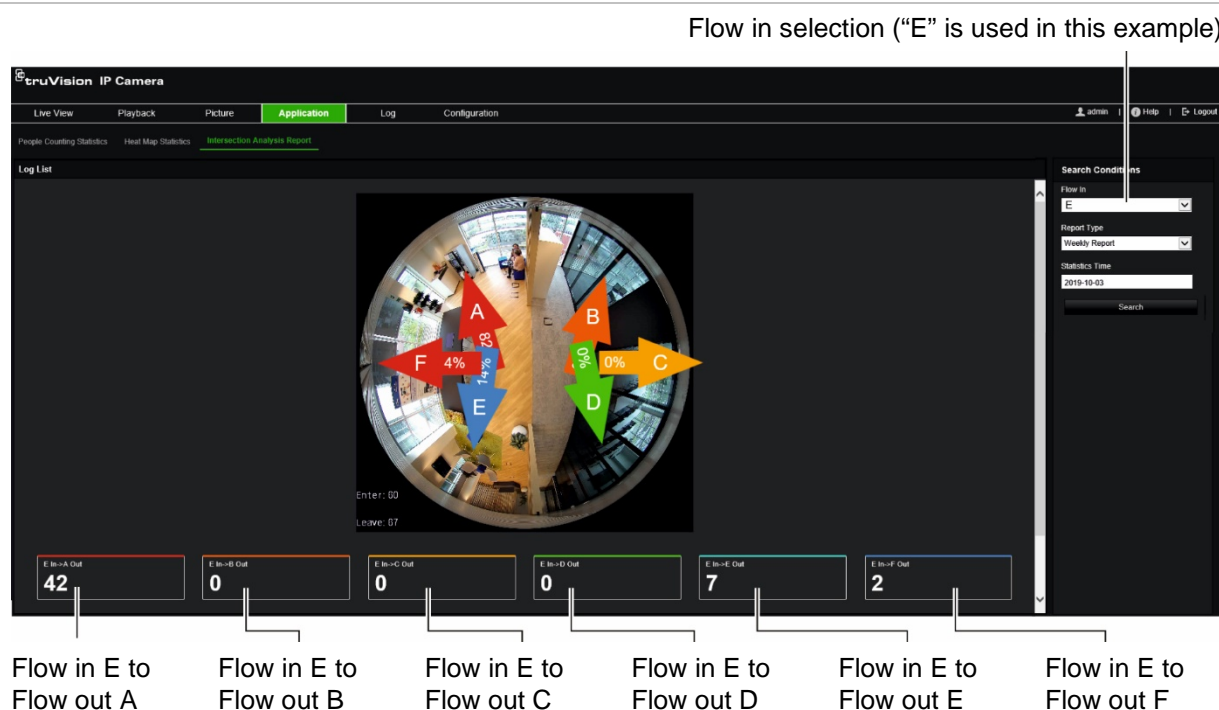 Flow in selection (“E” is used in this example)
truVision IP Camera
Live View Playback Picture Application Log Configuration admin | Help | Logout
People Counting Statistics Heat Map Statistics Intersection Analysis Report
Log List
Search Conditions
Flow In
E
Report Type
Weekly Report
Statistics Time
2019-10-03
Search
A
B
82
F 4%
14%
0%
0% C
E
D
Enter: 00
Leave: 07
E In->A Out E In->B Out E In->C Out E In->D Out E In->E Out E In->F Out
42 0 0 0 7 2
Flow in E to Flow in E to Flow in E to Flow in E to Flow in E to Flow in E to
Flow out A Flow out B Flow out C Flow out D Flow out E Flow out F